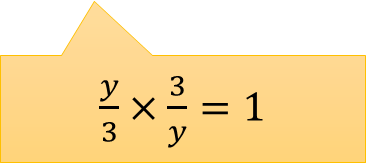 y/3 × 3/y = 1